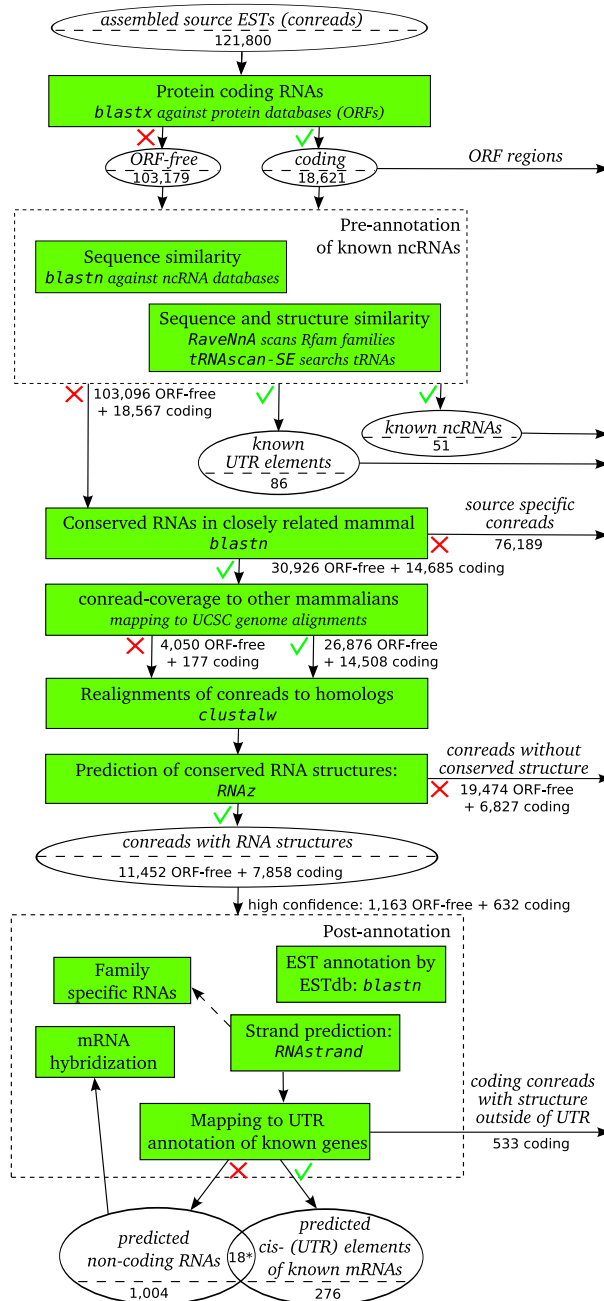 assembled source ESTs (conreads)
121,800
Protein coding RNAs
blastx against protein databases (ORFs)
ORF-free
103,179
coding
18,621
ORF regions
Pre-annotation
of known ncRNAs
Sequence similarity
blastn against ncRNA databases
Sequence and structure similarity
RaveNnA scans Rfam families
tRNAscan-SE searchs tRNAs
103,096 ORF-free
+ 18,567 coding
known ncRNAs
51
known
UTR elements
86
Conserved RNAs in closely related mammal
blastn
source specific
conreads
76,189
30,926 ORF-free + 14,685 coding
conread-coverage to other mammalians
mapping to UCSC genome alignments
4,050 ORF-free
+ 177 coding
26,876 ORF-free
+ 14,508 coding
Realignments of conreads to homologs
clustalw
Prediction of conserved RNA structures:
RNAz
conreads without
conserved structure
19,474 ORF-free
+ 6,827 coding
conreads with RNA structures
11,452 ORF-free + 7,858 coding
high confidence: 1,163 ORF-free + 632 coding
Post-annotation
Family
specific RNAs
EST annotation by
ESTdb: blastn
Strand prediction:
RNAstrand
mRNA
hybridization
Mapping to UTR
annotation of known genes
coding conreads
with structure
outside of UTR
533 coding
predicted
non-coding RNAs
1,004
18*
predicted
cis- (UTR) elements
of known mRNAs
276